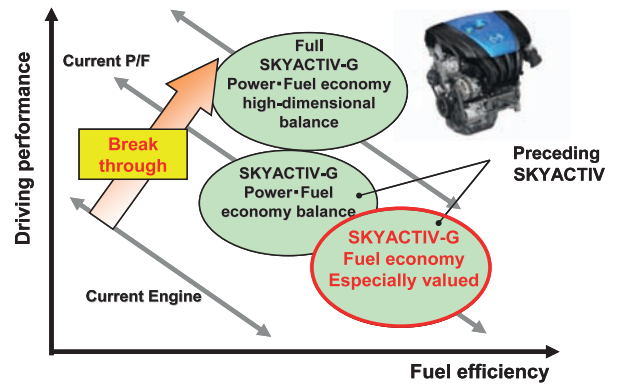 Driving performance
Current P/F
Full
SKYACTIV-G
Power・Fuel economy
high-dimensional
balance
Break
through
SKYACTIV-G
Power・Fuel
economy balance
Preceding
SKYACTIV
SKYACTIV-G
Fuel economy
Especially valued
Current Engine
Fuel efficiency